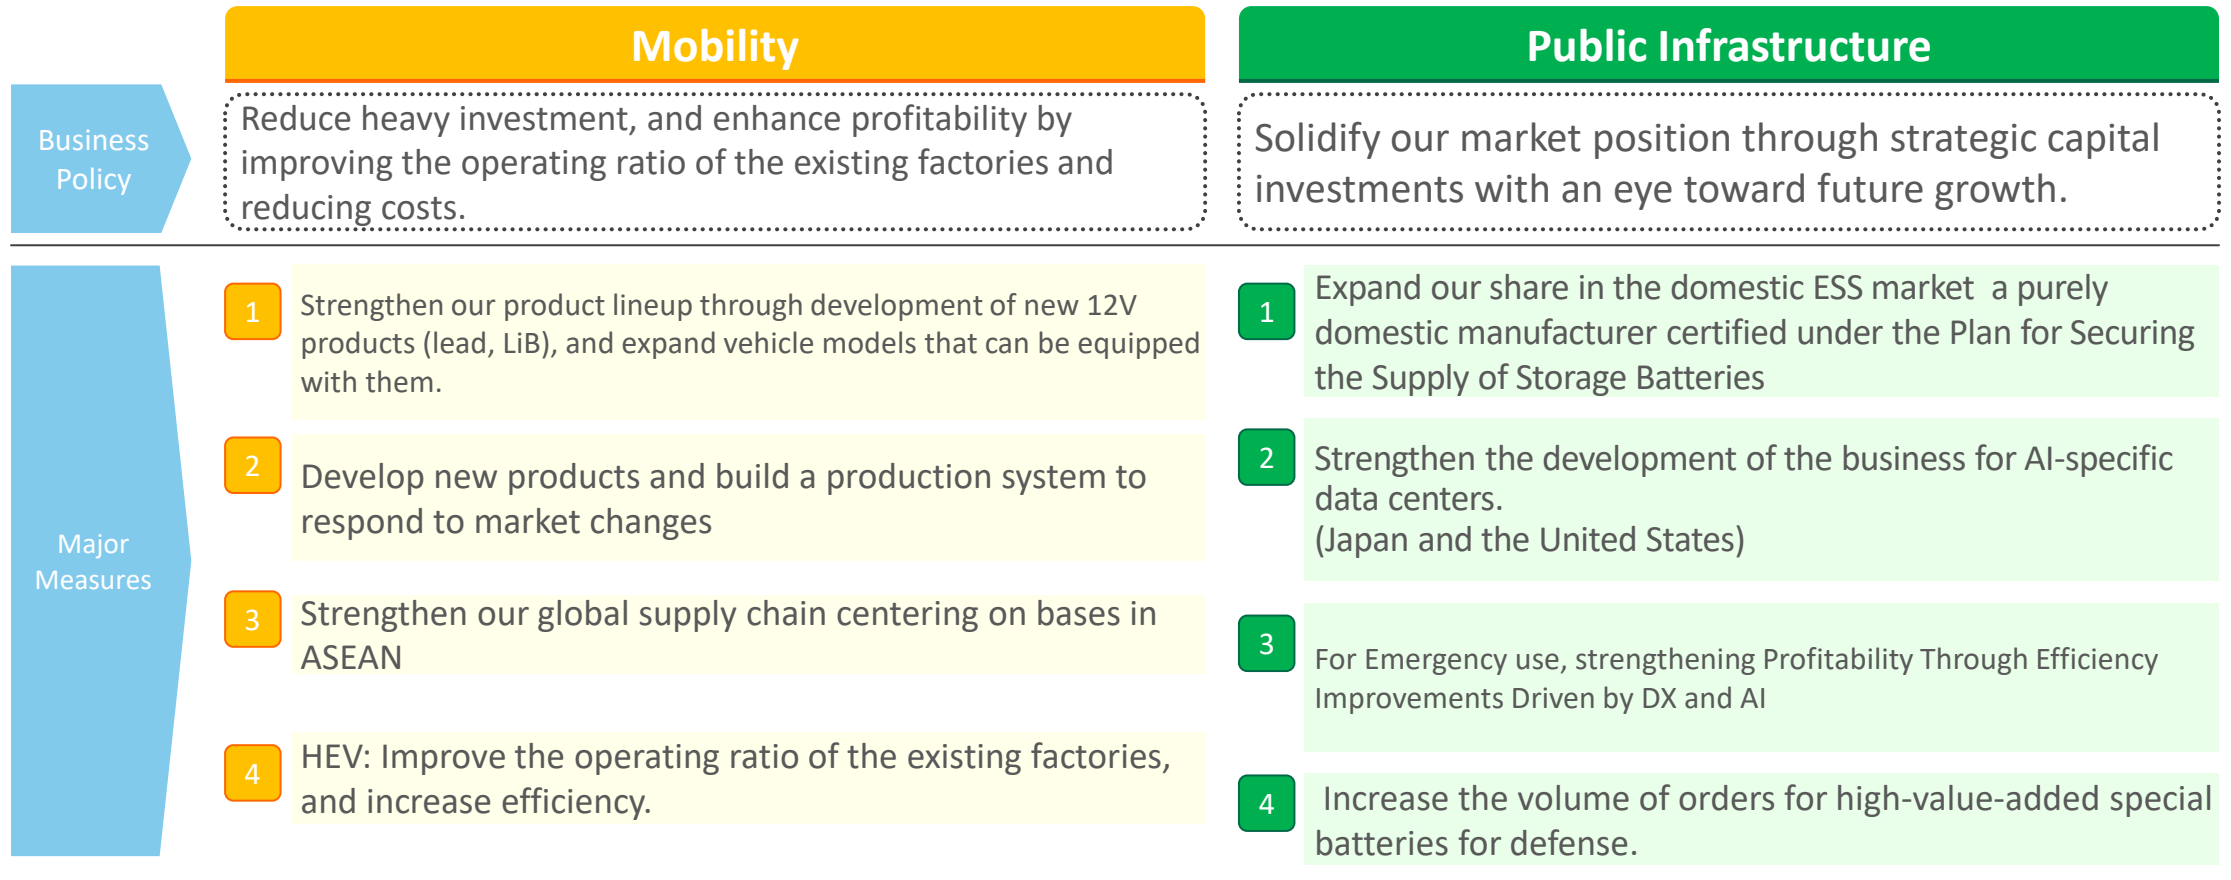 Mobility
Public Infrastructure
Business
Policy
Reduce heavy investment, and enhance profitability by
improving the operating ratio of the existing factories and
reducing costs.
Solidify our market position through strategic capital
investments with an eye toward future growth.
Major
Measures
1
Strengthen our product lineup through development of new 12V
products (lead, LiB), and expand vehicle models that can be equipped
with them.
2
Develop new products and build a production system to
respond to market changes
3
Strengthen our global supply chain centering on bases in
ASEAN
4
HEV: Improve the operating ratio of the existing factories,
and increase efficiency.
1
Expand our share in the domestic ESS market  a purely
domestic manufacturer certified under the Plan for Securing
the Supply of Storage Batteries
2
Strengthen the development of the business for AI-specific
data centers.
(Japan and the United States)
3
For Emergency use, strengthening Profitability Through Efficiency
Improvements Driven by DX and AI
4
Increase the volume of orders for high-value-added special
batteries for defense.